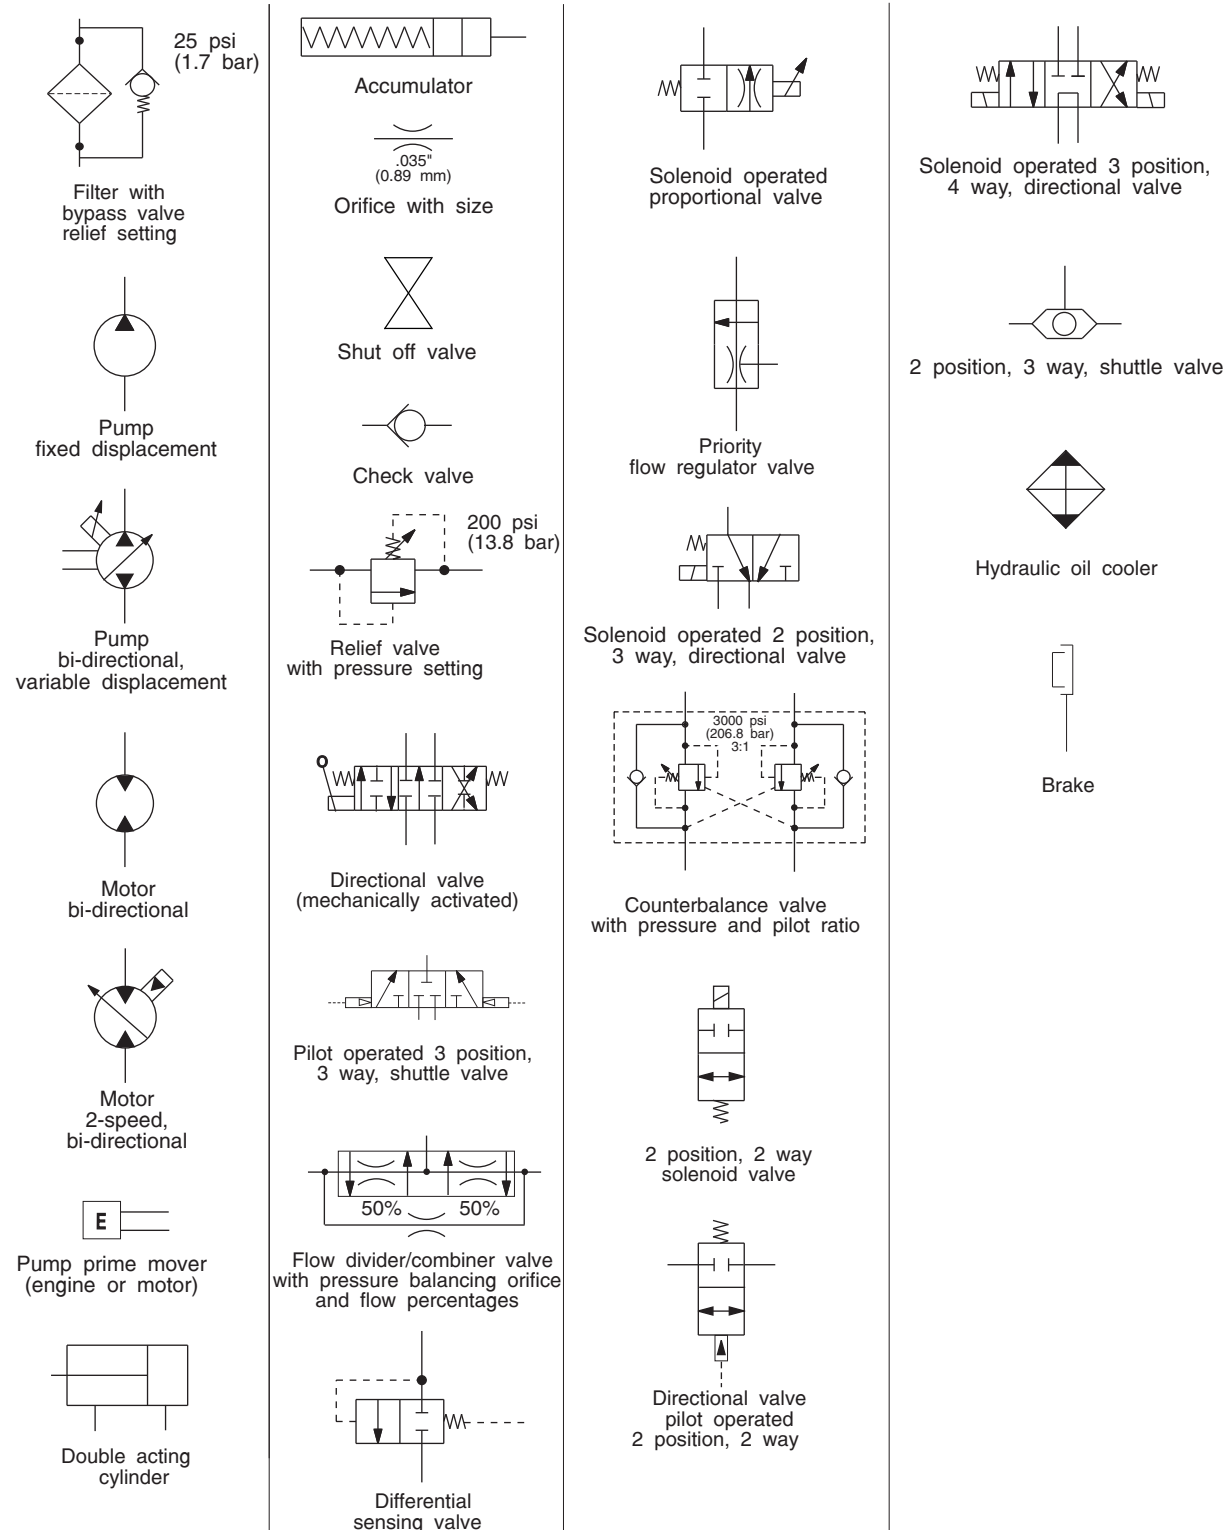 25 psi
(1.7 bar)
Filter with
bypass valve
relief setting
Pump
fixed displacement
Pump
bi-directional,
variable displacement
Motor
bi-directional
Motor
2-speed,
bi-directional
E
Pump prime mover
(engine or motor)
Double acting
cylinder
Accumulator
.035"
(0.89 mm)
Orifice with size
Shut off valve
Check valve
200 psi
(13.8 bar)
Relief valve
with pressure setting
Directional valve
(mechanically activated)
Pilot operated 3 position,
3 way, shuttle valve
50% 50%
Flow divider/combiner valve
with pressure balancing orifice
and flow percentages
Differential
sensing valve
Solenoid operated
proportional valve
Priority
flow regulator valve
Solenoid operated 2 position,
3 way, directional valve
3000 psi
(206.8 bar)
3:1
Counterbalance valve
with pressure and pilot ratio
2 position, 2 way
solenoid valve
Directional valve
pilot operated
2 position, 2 way
Solenoid operated 3 position,
4 way, directional valve
2 position, 3 way, shuttle valve
Hydraulic oil cooler
Brake